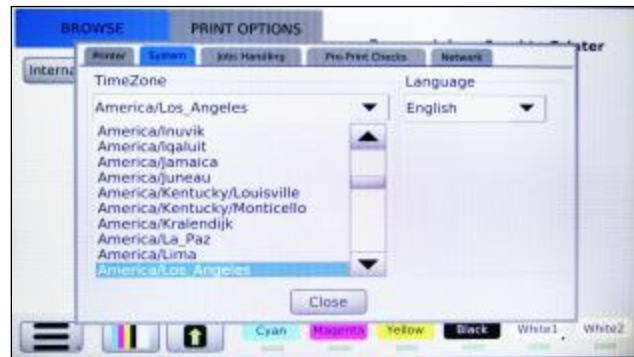 BROWSE PRINT OPTIONS
Printer System Jobs Handling Pre-Print Checks Network
Interna
TimeZone Language
America/Los_Angeles English
America/Inuvik
America/Iqaluit
America/Jamaica
America/Juneau
America/Kentucky/Louisville
America/Kentucky/Monticello
America/Kralendijk
America/La_Paz
America/Lima
America/Los_Angeles
Close
Cyan Magenta Yellow Black White1 White2